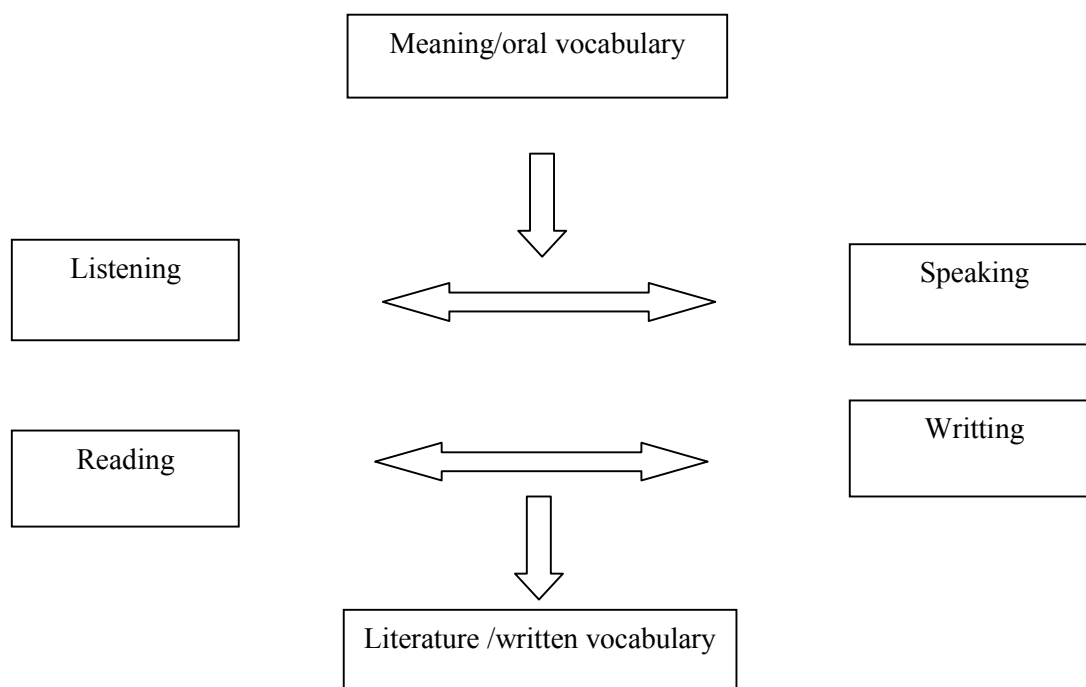 Meaning/oral vocabulary
Listening
Speaking
Reading
Writting
Literature /written vocabulary